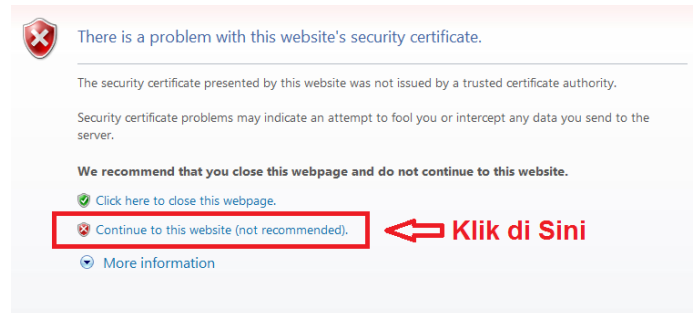 There is a problem with this website's security certificate.
The security certificate presented by this website was not issued by a trusted certificate authority.
Security certificate problems may indicate an attempt to fool you or intercept any data you send to the
server.
We recommend that you close this webpage and do not continue to this website.
Click here to close this webpage.
Continue to this website (not recommended).
Klik di Sini
More information